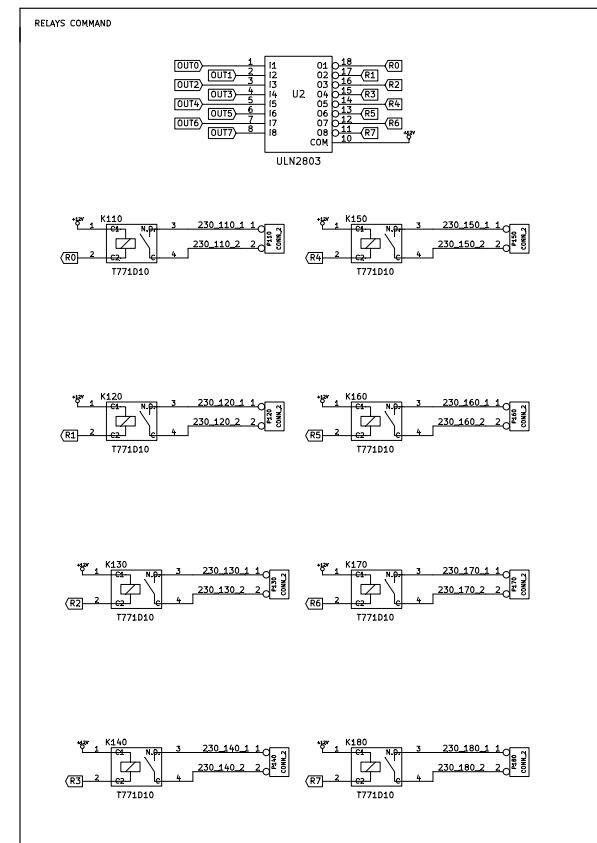 RELAYS COMMAND
OUT0 1 I1 O1 18 R0
OUT1 2 I2 O2 17 R1
OUT2 3 I3 O3 16 R2
OUT3 4 I4 O4 15 R3
OUT4 5 I5 O5 14 R4
OUT5 6 I6 O6 13 R5
OUT6 7 I7 O7 12 R6
OUT7 8 I8 O8 11 R7
U2
COM 10 +12V
ULN2803
K110
+12V 1 C1 N.O. 3 230_110_1 1
R0 2 C2 C 4 230_110_2 2
P110 CONN_2
T771D10
K150
+12V 1 C1 N.O. 3 230_150_1 1
R4 2 C2 C 4 230_150_2 2
P150 CONN_2
T771D10
K120
+12V 1 C1 N.O. 3 230_120_1 1
R1 2 C2 C 4 230_120_2 2
P120 CONN_2
T771D10
K160
+12V 1 C1 N.O. 3 230_160_1 1
R5 2 C2 C 4 230_160_2 2
P160 CONN_2
T771D10
K130
+12V 1 C1 N.O. 3 230_130_1 1
R2 2 C2 C 4 230_130_2 2
P130 CONN_2
T771D10
K170
+12V 1 C1 N.O. 3 230_170_1 1
R6 2 C2 C 4 230_170_2 2
P170 CONN_2
T771D10
K140
+12V 1 C1 N.O. 3 230_140_1 1
R3 2 C2 C 4 230_140_2 2
P140 CONN_2
T771D10
K180
+12V 1 C1 N.O. 3 230_180_1 1
R7 2 C2 C 4 230_180_2 2
P180 CONN_2
T771D10